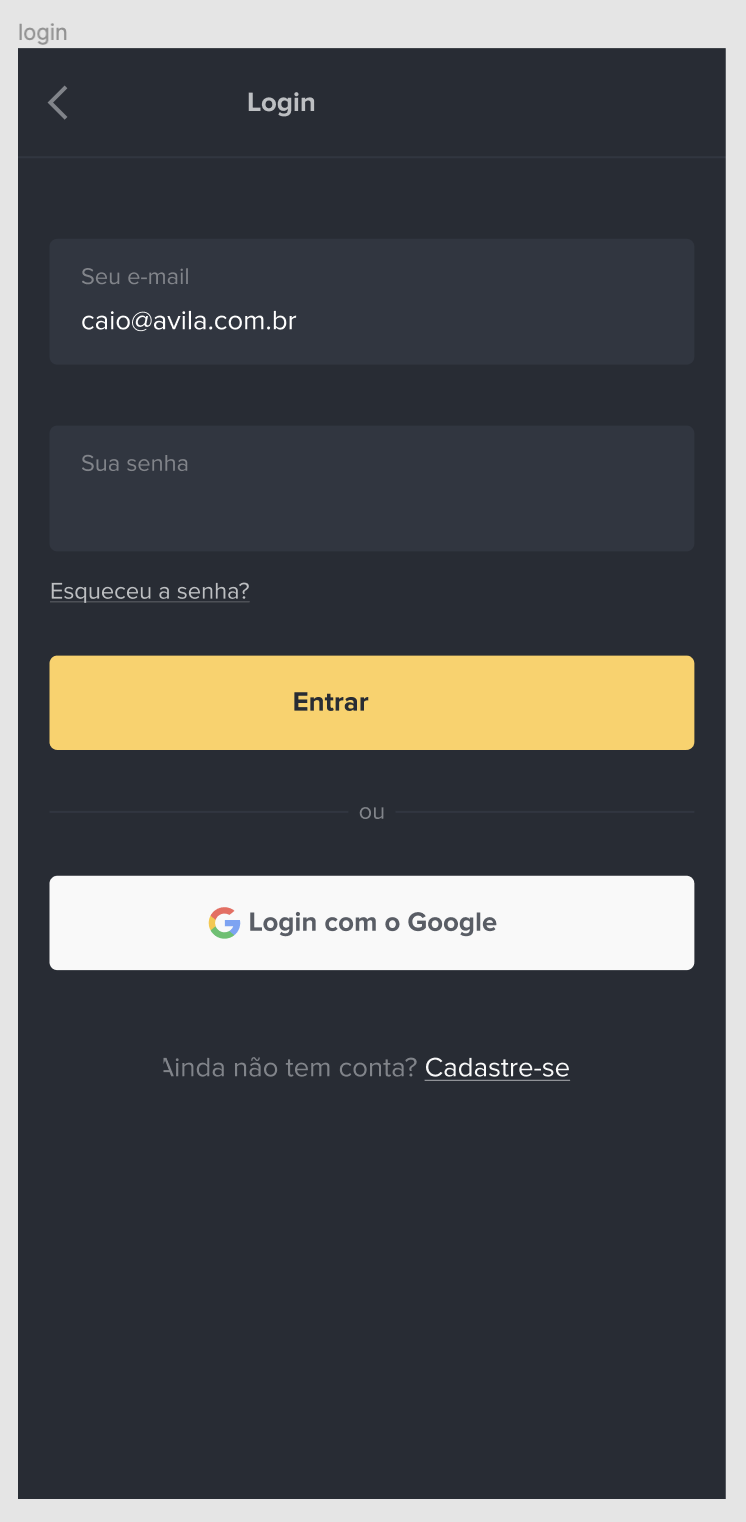 login
Login
Seu e-mail
caio@avila.com.br
Sua senha
Esqueceu a senha?
Entrar
ou
Login com o Google
Ainda não tem conta? Cadastre-se